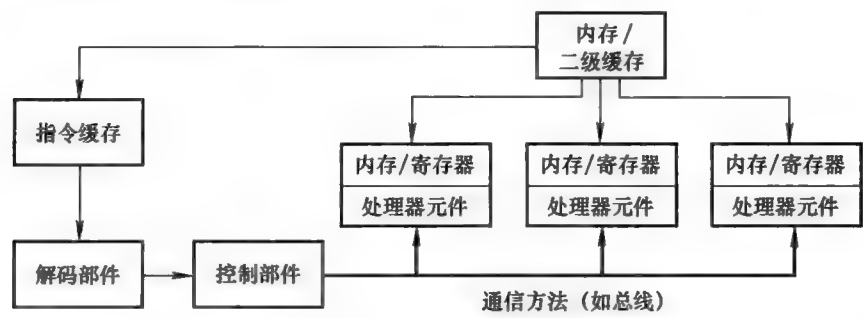 内存/
二级缓存
指令缓存
内存/寄存器
处理器元件
内存/寄存器
处理器元件
内存/寄存器
处理器元件
解码部件
控制部件
通信方法（如总线）